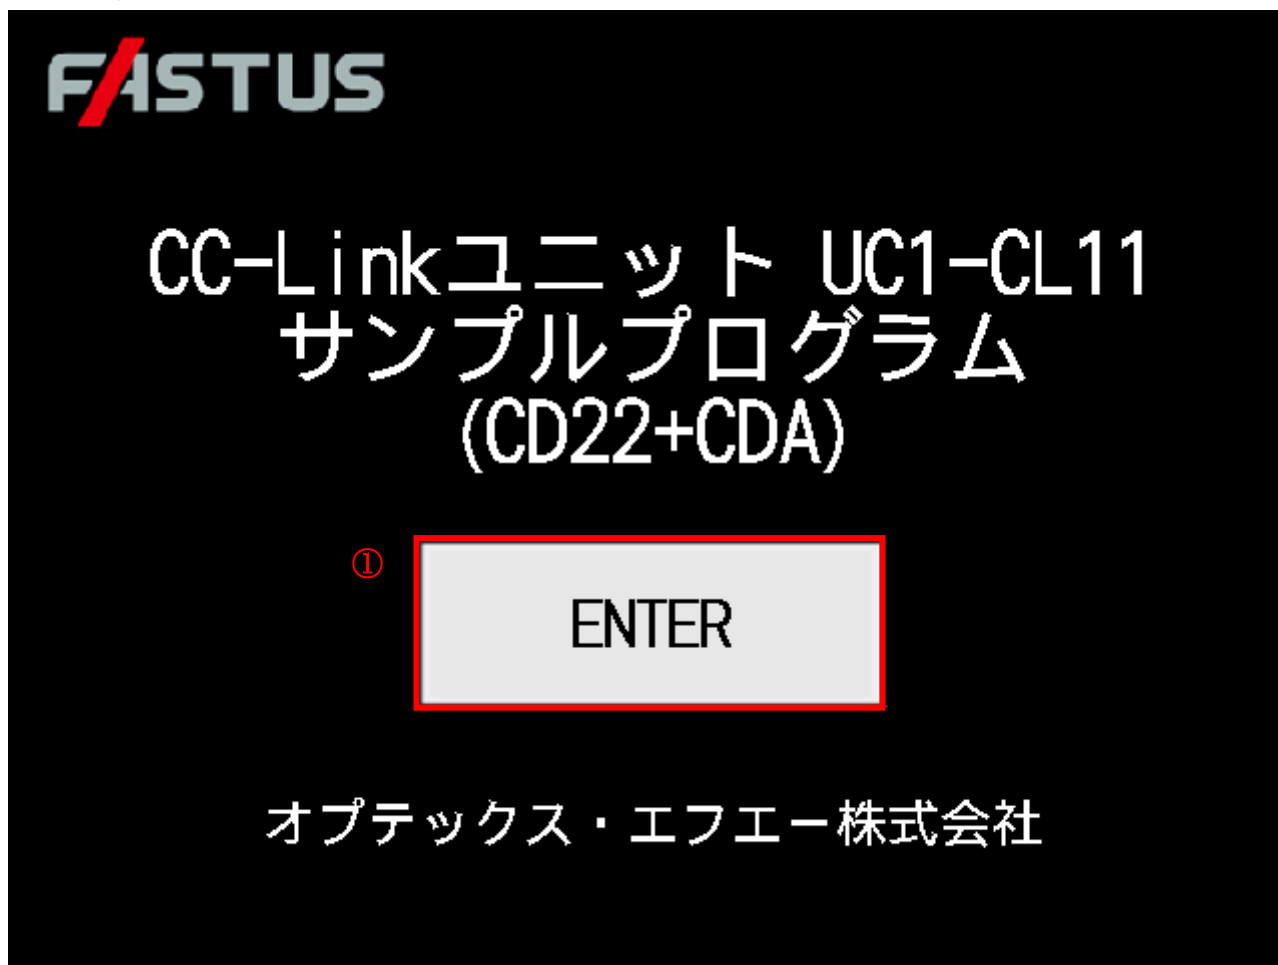 FASTUS
CC-Linkユニット UC1-CL11
サンプルプログラム
(CD22+CDA)
①
ENTER
オプテックス・エフエー株式会社